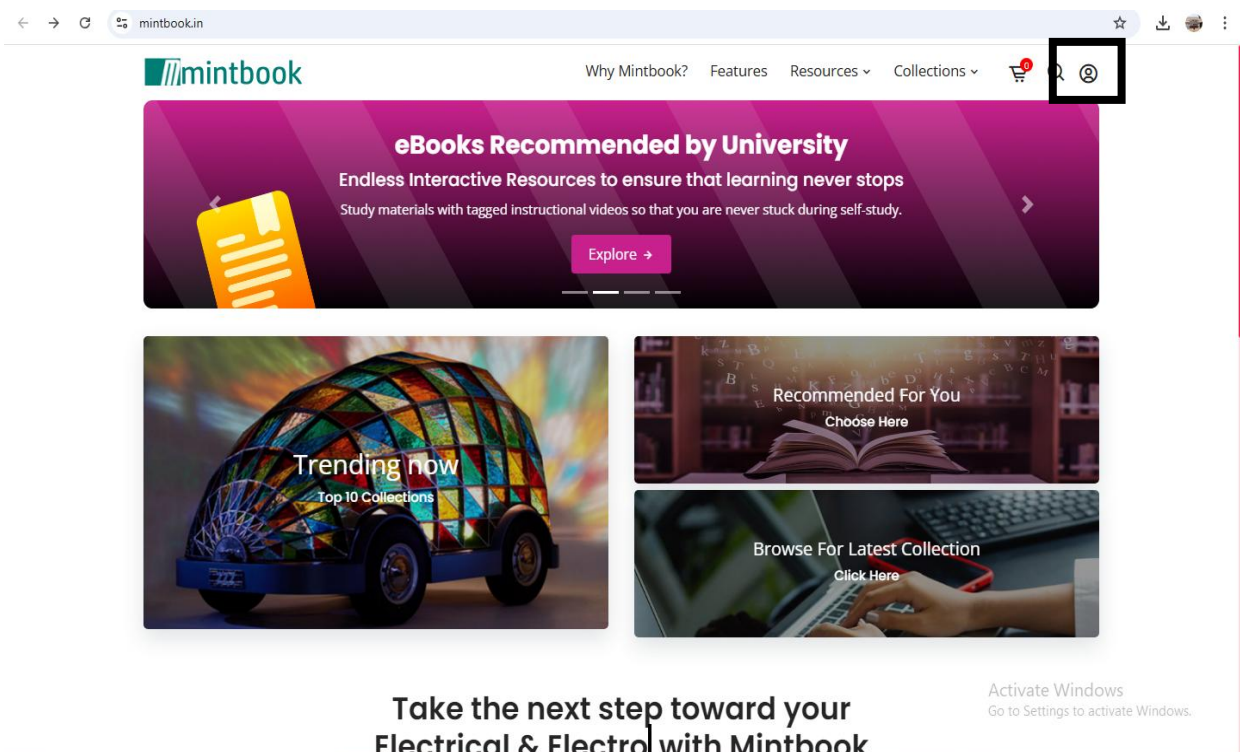 mintbook.in
mintbook
Why Mintbook? Features Resources Collections 0
eBooks Recommended by University
Endless Interactive Resources to ensure that learning never stops
Study materials with tagged instructional videos so that you are never stuck during self-study.
Explore →
Trending now
Top 10 Collections
Recommended For You
Choose Here
Browse For Latest Collection
Click Here
Take the next step toward your
Electrical & Electro with Mintbook
Activate Windows
Go to Settings to activate Windows.